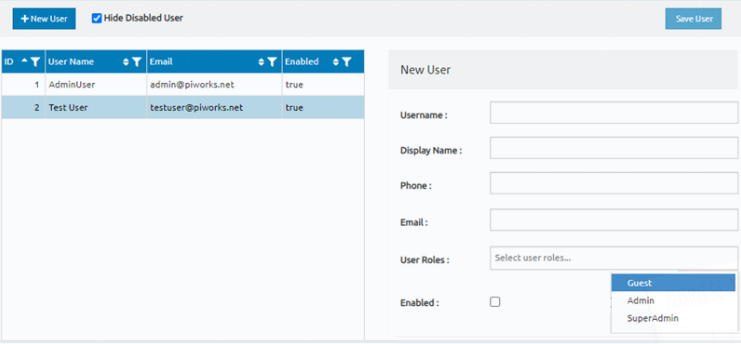 + New User Hide Disabled User Save User
ID User Name Email Enabled
1 AdminUser admin@piworks.net true
2 Test User testuser@piworks.net true
New User
Username :
Display Name :
Phone :
Email :
User Roles : Select user roles...
Guest
Enabled :
Admin
SuperAdmin